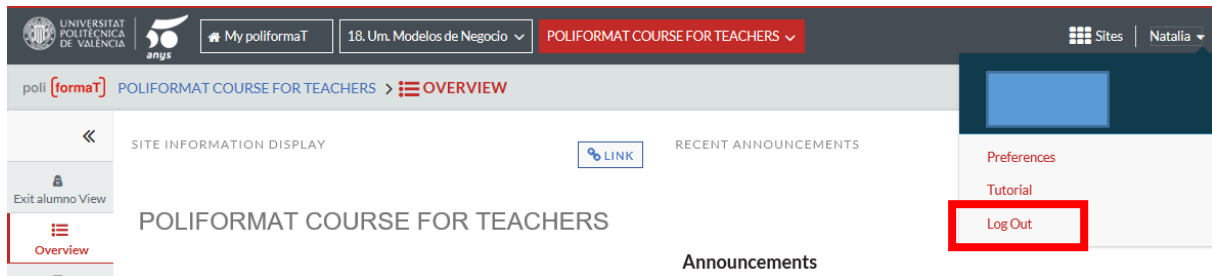 UNIVERSITAT
POLITÈCNICA
DE VALÈNCIA
50
anys
My poliformaT
18. Um. Modelos de Negocio
POLIFORMAT COURSE FOR TEACHERS
Sites
Natalia
poli [formaT]
POLIFORMAT COURSE FOR TEACHERS > OVERVIEW
«
SITE INFORMATION DISPLAY
LINK
RECENT ANNOUNCEMENTS
Preferences
Exit alumno View
Tutorial
POLIFORMAT COURSE FOR TEACHERS
Log Out
Overview
Announcements